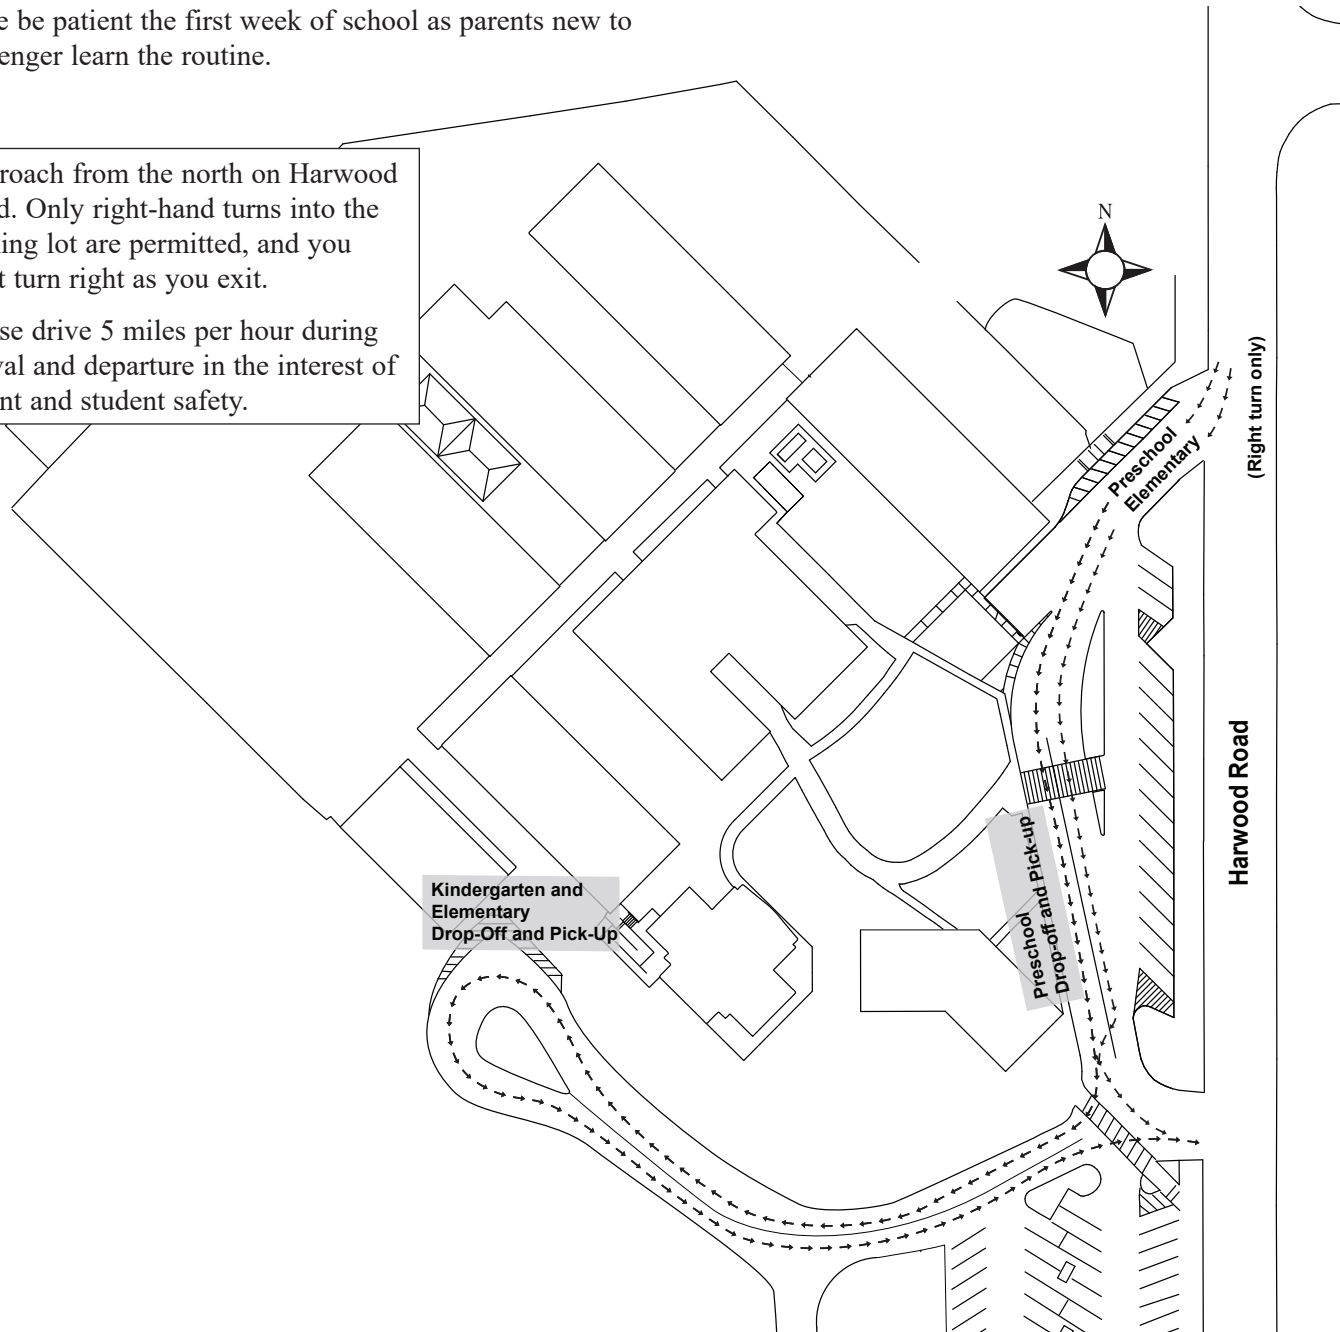 e be patient the first week of school as parents new to
enger learn the routine.
roach from the north on Harwood
d. Only right-hand turns into the
ing lot are permitted, and you
t turn right as you exit.
se drive 5 miles per hour during
val and departure in the interest of
nt and student safety.
N
(Right turn only)
Preschool
Elementary
Harwood Road
Preschool
Drop-off and Pick-up
Kindergarten and
Elementary
Drop-Off and Pick-Up